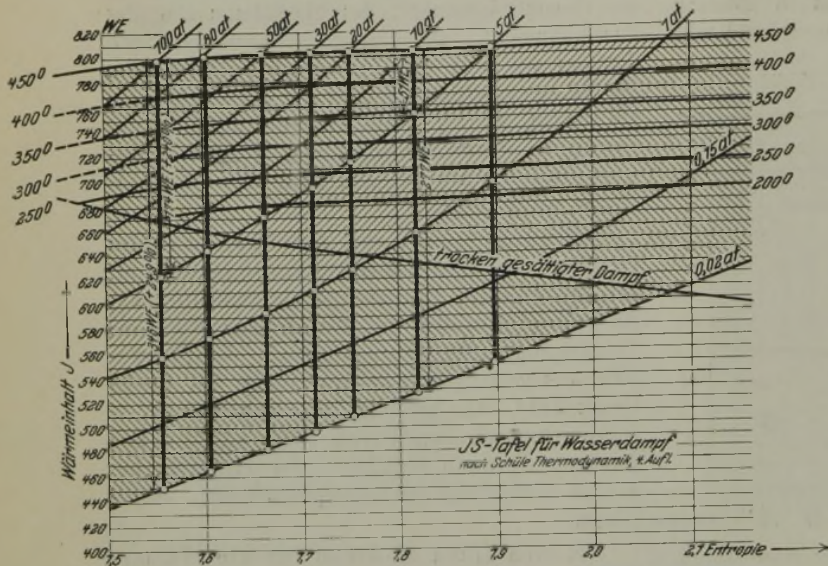 WE
100 at
80 at
50 at
30 at
20 at
10 at
5 at
1 at
820
800
780
760
740
720
700
680
660
640
620
600
580
560
540
520
500
480
460
440
420
400
450°
400°
350°
300°
250°
450°
400°
350°
300°
250°
200°
0,15 at
0,02 at
trocken gesättigten Dampf
Wärmeinhalt J
JS-Tafel für Wasserdampf
nach Schüle Thermodynamik, 4. Aufl.
1,5
1,6
1,7
1,8
1,9
2,0
2,1
Entropie